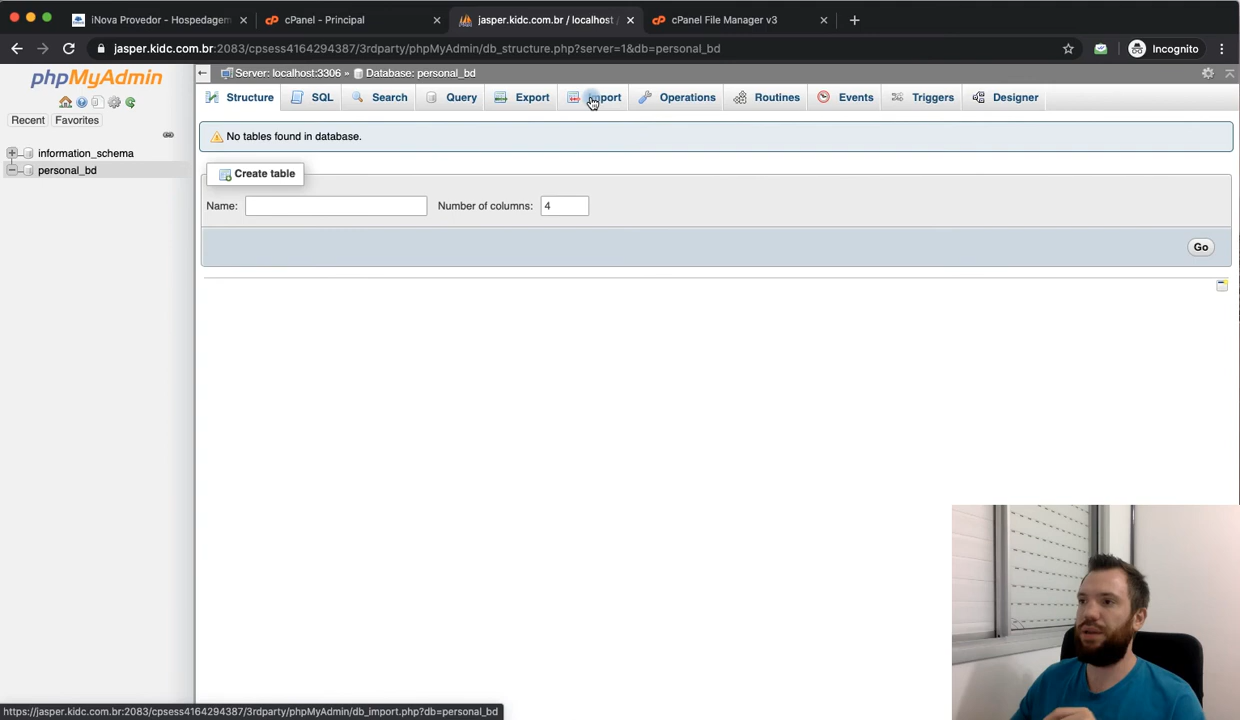 iNova Provedor - Hospedagem
cPanel - Principal
jasper.kidc.com.br / localhost /
cPanel File Manager v3
jasper.kidc.com.br:2083/cpsess4164294387/3rdparty/phpMyAdmin/db_structure.php?server=1&db=personal_bd
Incognito
phpMyAdmin
Server: localhost:3306 » Database: personal_bd
Structure
SQL
Search
Query
Export
Import
Operations
Routines
Events
Triggers
Designer
Recent
Favorites
No tables found in database.
information_schema
personal_bd
Create table
Name:
Number of columns: 4
Go
https://jasper.kidc.com.br:2083/cpsess4164294387/3rdparty/phpMyAdmin/db_import.php?db=personal_bd